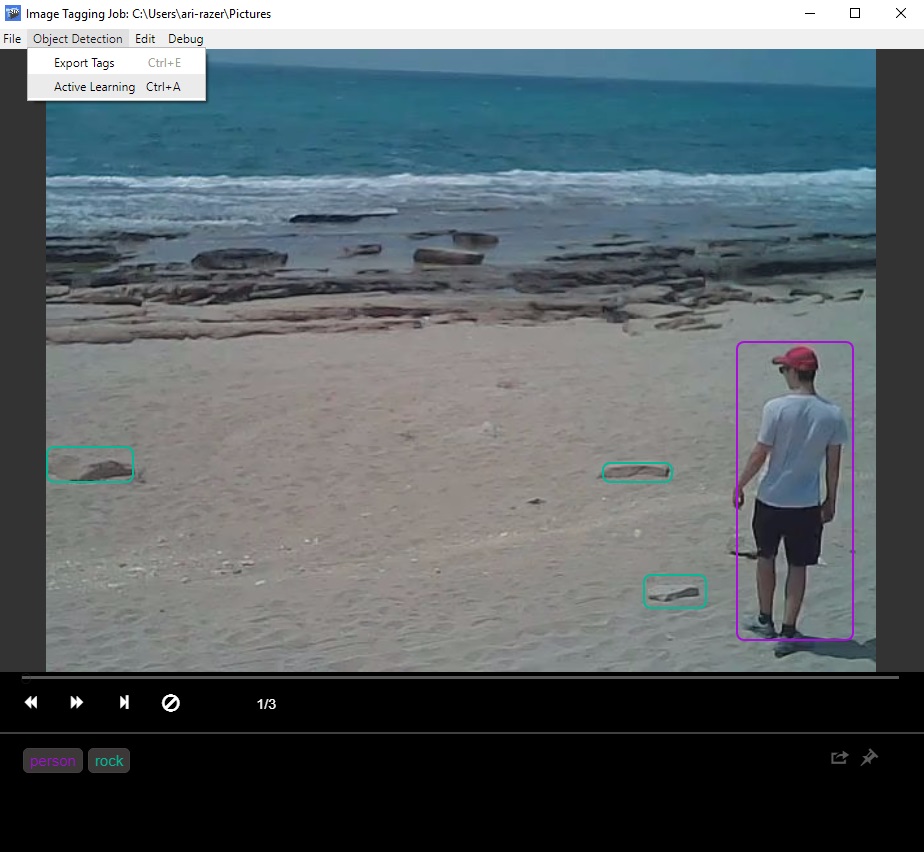 Image Tagging Job: C:\Users\ari-razer\Pictures
File Object Detection Edit Debug
Export Tags Ctrl+E
Active Learning Ctrl+A
1/3
person rock